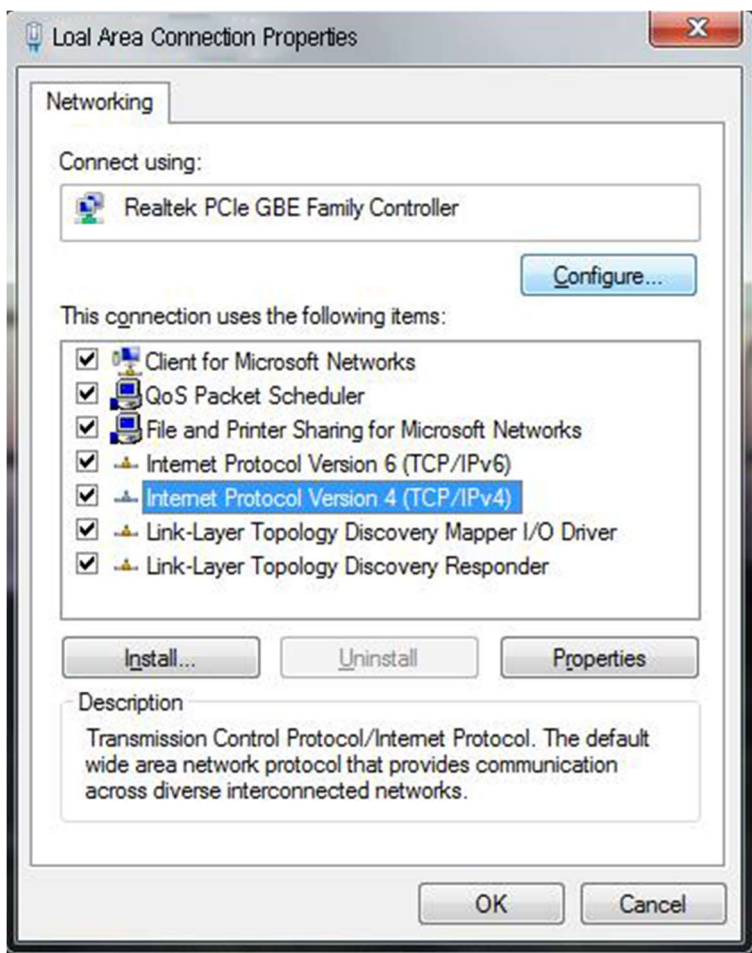 Loal Area Connection Properties
Networking
Connect using:
Realtek PCIe GBE Family Controller
Configure...
This connection uses the following items:
Client for Microsoft Networks
QoS Packet Scheduler
File and Printer Sharing for Microsoft Networks
Internet Protocol Version 6 (TCP/IPv6)
Internet Protocol Version 4 (TCP/IPv4)
Link-Layer Topology Discovery Mapper I/O Driver
Link-Layer Topology Discovery Responder
Install...
Uninstall
Properties
Description
Transmission Control Protocol/Internet Protocol. The default
wide area network protocol that provides communication
across diverse interconnected networks.
OK
Cancel